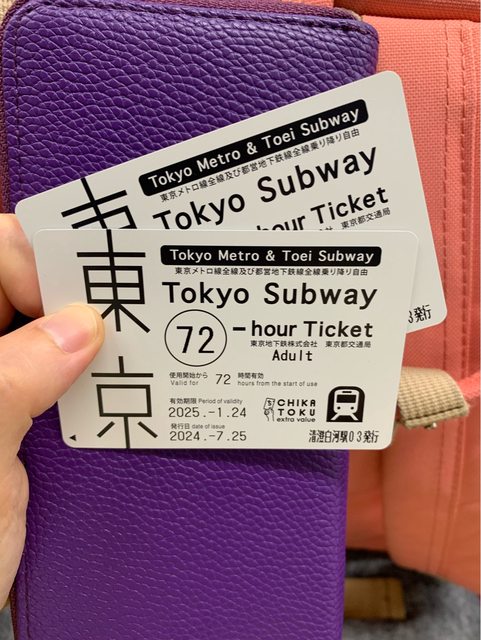 Tokyo Metro & Toei Subway
東京メトロ線全線及び都営地下鉄線全線乗り降り自由
Tokyo Subway
-hour Ticket
東京都交通局
3発行
東京
Tokyo Metro & Toei Subway
東京メトロ線全線及び都営地下鉄線全線乗り降り自由
Tokyo Subway
72 -hour Ticket
東京地下鉄株式会社 東京都交通局
Adult
使用開始から 72 時間有効
Valid for hours from the start of use
有効期限 Period of validity
2025.-1.24
発行日 date of issue
2024.-7.25
CHIKA
TOKU
extra value
清澄白河駅03発行